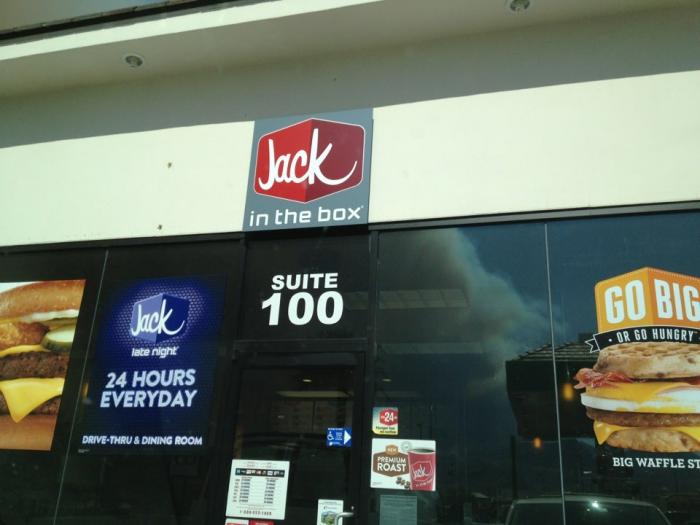 Jack
in the box
SUITE
100
Jack
late night
24 HOURS
EVERYDAY
DRIVE-THRU & DINING ROOM
GO BIG
OR GO HUNGRY
BIG WAFFLE ST
24
NEW
PREMIUM
ROAST
Jack